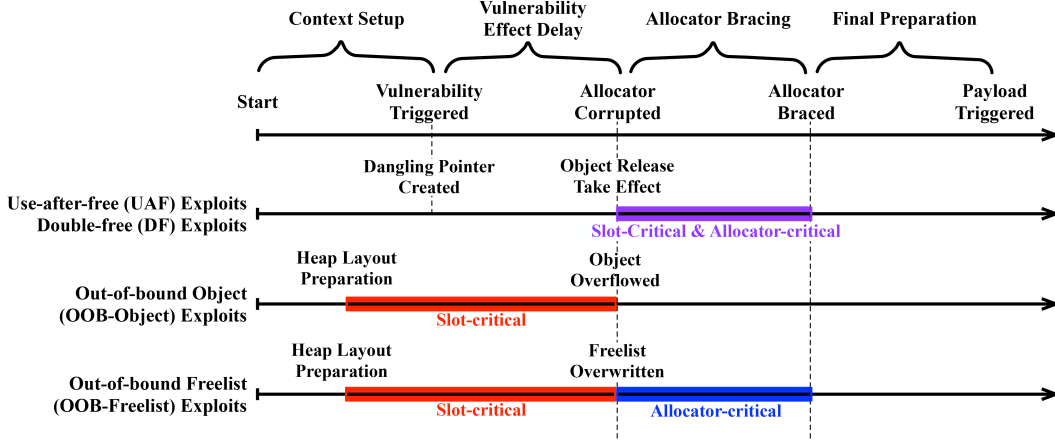 Context Setup
Vulnerability
Effect Delay
Allocator Bracing
Final Preparation
Start
Vulnerability
Triggered
Allocator
Corrupted
Allocator
Braced
Payload
Triggered
Dangling Pointer
Created
Object Release
Take Effect
Use-after-free (UAF) Exploits
Double-free (DF) Exploits
Slot-Critical & Allocator-critical
Heap Layout
Preparation
Object
Overflowed
Out-of-bound Object
(OOB-Object) Exploits
Slot-critical
Heap Layout
Preparation
Freelist
Overwritten
Out-of-bound Freelist
(OOB-Freelist) Exploits
Slot-critical
Allocator-critical